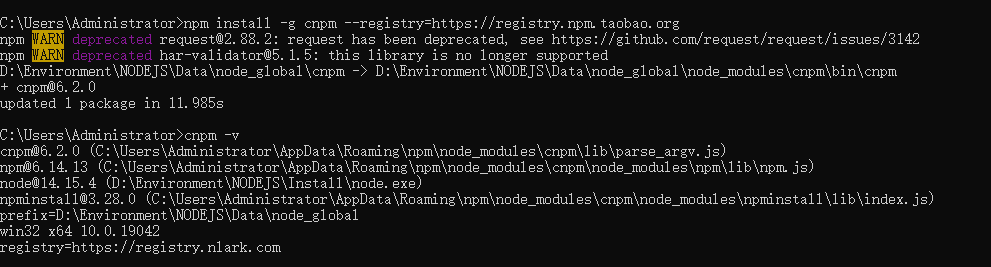 C:\Users\Administrator>npm install -g cnpm --registry=https://registry.npm.taobao.org
npm WARN deprecated request@2.88.2: request has been deprecated, see https://github.com/request/request/issues/3142
npm WARN deprecated har-validator@5.1.5: this library is no longer supported
D:\Environment\NODEJS\Data\node_global\cnpm -> D:\Environment\NODEJS\Data\node_global\node_modules\cnpm\bin\cnpm
+ cnpm@6.2.0
updated 1 package in 11.985s
C:\Users\Administrator>cnpm -v
cnpm@6.2.0 (C:\Users\Administrator\AppData\Roaming\npm\node_modules\cnpm\lib\parse_argv.js)
npm@6.14.13 (C:\Users\Administrator\AppData\Roaming\npm\node_modules\cnpm\node_modules\npm\lib\npm.js)
node@14.15.4 (D:\Environment\NODEJS\Install\node.exe)
npminstall@3.28.0 (C:\Users\Administrator\AppData\Roaming\npm\node_modules\cnpm\node_modules\npminstall\lib\index.js)
prefix=D:\Environment\NODEJS\Data\node_global
win32 x64 10.0.19042
registry=https://registry.nlark.com